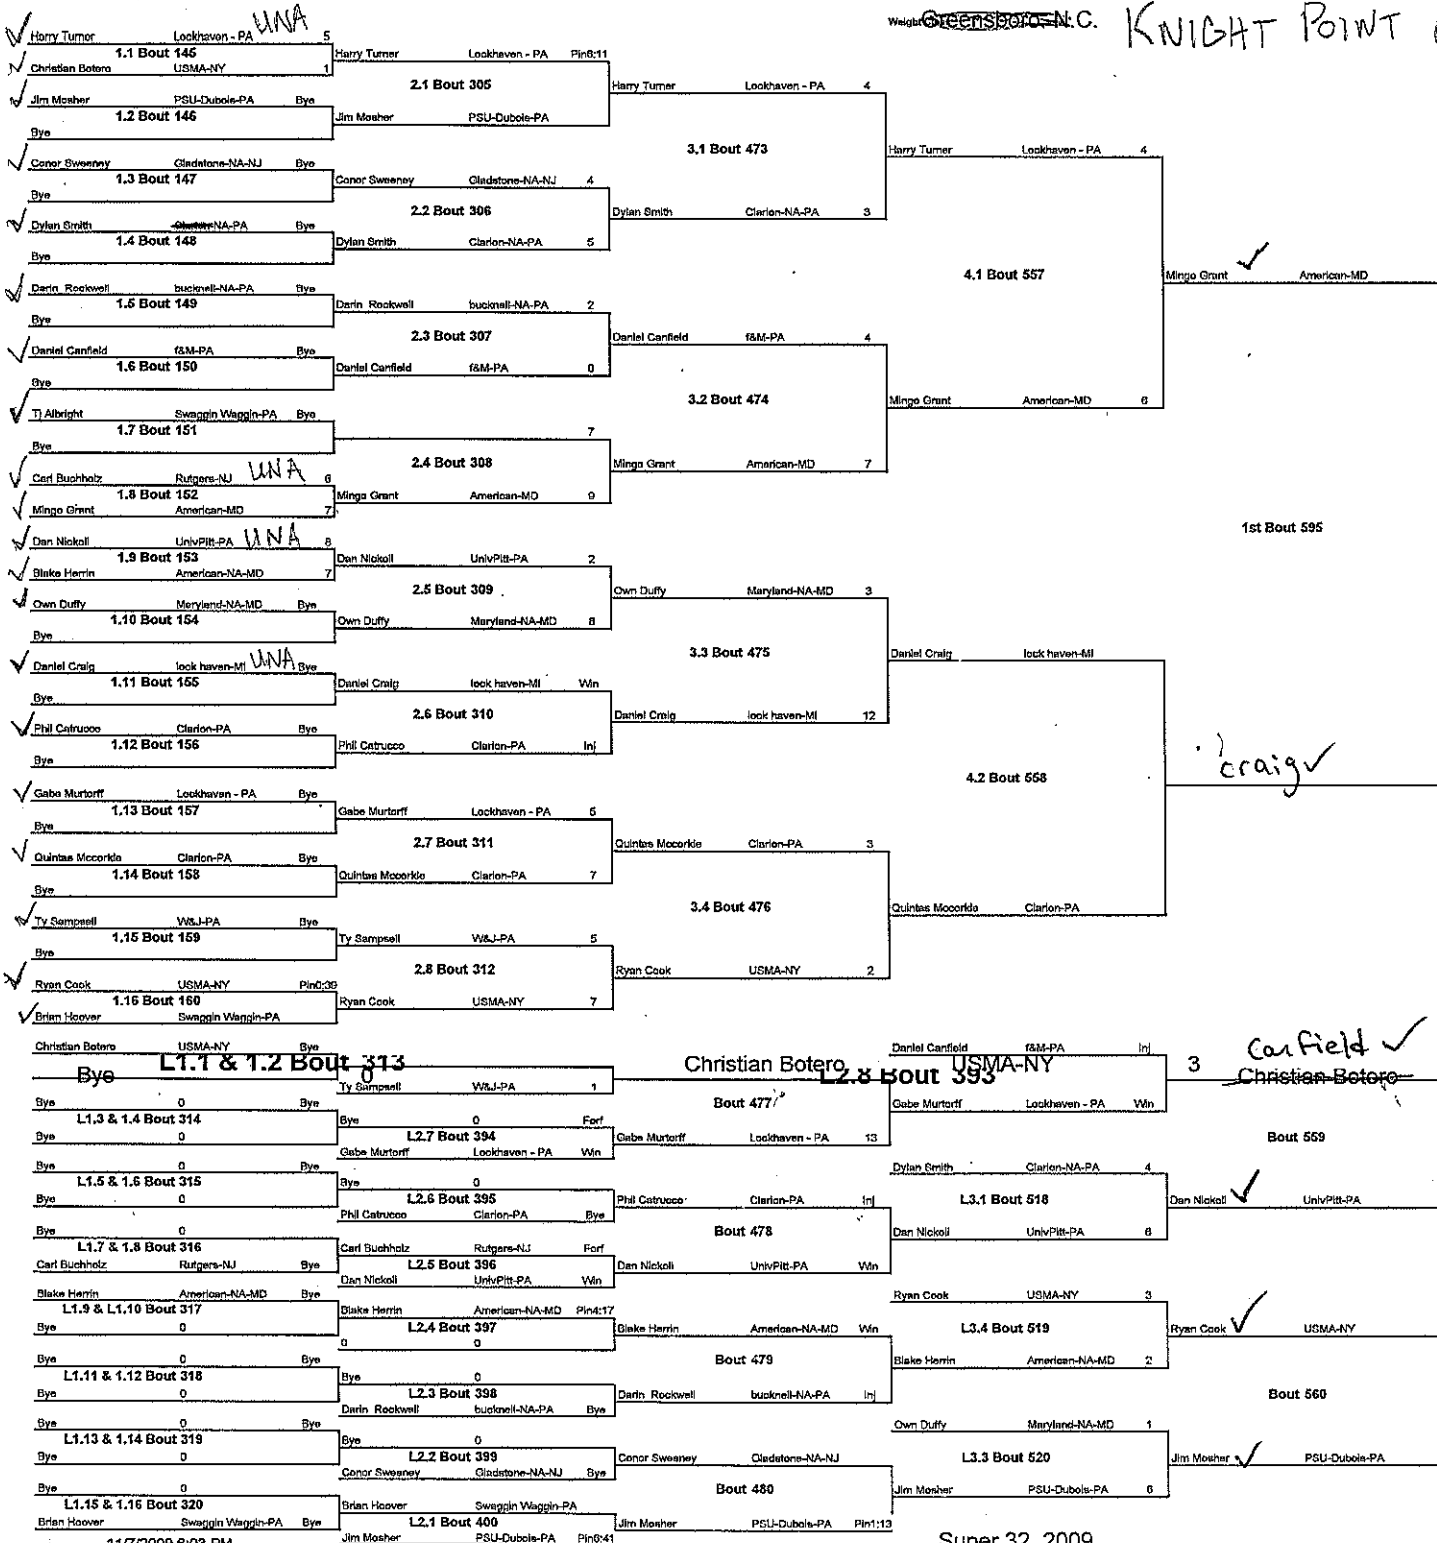 Weight Greensboro N.C. KNIGHT POINT
Harry Turner Lockhaven - PA UNA 5
1.1 Bout 145
Christian Botero USMA-NY 1
Jim Mosher PSU-Dubois-PA Bye
1.2 Bout 146
Bye
Conor Sweeney Gladstone-NA-NJ Bye
1.3 Bout 147
Bye
Dylan Smith Clarion-NA-PA Bye
1.4 Bout 148
Bye
Darin Rockwell bucknell-NA-PA Bye
1.5 Bout 149
Bye
Daniel Canfield f&M-PA Bye
1.6 Bout 150
Bye
Tj Albright Swaggin Waggin-PA Bye
1.7 Bout 151
Bye
Carl Buchholz Rutgers-NJ UNA 6
1.8 Bout 152
Mingo Grant American-MD 7
Dan Nickoll UnivPitt-PA UNA 8
1.9 Bout 153
Blake Herrin American-NA-MD 7
Own Duffy Maryland-NA-MD Bye
1.10 Bout 154
Bye
Daniel Craig lock haven-MI UNA Bye
1.11 Bout 155
Bye
Phil Catrucco Clarion-PA Bye
1.12 Bout 156
Bye
Gabe Murtorff Lockhaven - PA Bye
1.13 Bout 157
Bye
Quintas Mccorkle Clarion-PA Bye
1.14 Bout 158
Bye
Ty Sampsell W&J-PA Bye
1.15 Bout 159
Bye
Ryan Cook USMA-NY Pin0:39
1.16 Bout 160
Brian Hoover Swaggin Waggin-PA
Harry Turner Lockhaven - PA Pin6:11
2.1 Bout 305
Jim Mosher PSU-Dubois-PA
Conor Sweeney Gladstone-NA-NJ 4
2.2 Bout 306
Dylan Smith Clarion-NA-PA 5
Darin Rockwell bucknell-NA-PA 2
2.3 Bout 307
Daniel Canfield f&M-PA 0
7
2.4 Bout 308
Mingo Grant American-MD 9
Dan Nickoll UnivPitt-PA 2
2.5 Bout 309
Own Duffy Maryland-NA-MD 8
Daniel Craig lock haven-MI Win
2.6 Bout 310
Phil Catrucco Clarion-PA Inj
Gabe Murtorff Lockhaven - PA 5
2.7 Bout 311
Quintas Mccorkle Clarion-PA 7
Ty Sampsell W&J-PA 5
2.8 Bout 312
Ryan Cook USMA-NY 7
Harry Turner Lockhaven - PA 4
3.1 Bout 473
Dylan Smith Clarion-NA-PA 3
Daniel Canfield f&M-PA 4
3.2 Bout 474
Mingo Grant American-MD 7
Own Duffy Maryland-NA-MD 3
3.3 Bout 475
Daniel Craig lock haven-MI 12
Quintas Mccorkle Clarion-PA 3
3.4 Bout 476
Ryan Cook USMA-NY 2
Harry Turner Lockhaven - PA 4
4.1 Bout 557
Mingo Grant American-MD 6
Daniel Craig lock haven-MI
4.2 Bout 558
Quintas Mccorkle Clarion-PA
Mingo Grant American-MD
1st Bout 595
craig
Christian Botero USMA-NY Bye
L1.1 & 1.2 Bout 313
Bye 0
Bye 0
L1.3 & 1.4 Bout 314
Bye 0
Bye 0 Bye
L1.5 & 1.6 Bout 315
Bye 0
Bye 0
L1.7 & 1.8 Bout 316
Carl Buchholz Rutgers-NJ Bye
Blake Herrin American-NA-MD Bye
L1.9 & L1.10 Bout 317
Bye 0
Bye 0 Bye
L1.11 & 1.12 Bout 318
Bye 0
Bye 0 Bye
L1.13 & 1.14 Bout 319
Bye 0
Bye 0
L1.15 & 1.16 Bout 320
Brian Hoover Swaggin Waggin-PA Bye
Christian Botero USMA-NY 3
L2.8 Bout 393
Ty Sampsell W&J-PA 1
Bye 0 Forf
L2.7 Bout 394
Gabe Murtorff Lockhaven - PA Win
Bye 0
L2.6 Bout 395
Phil Catrucco Clarion-PA Bye
Carl Buchholz Rutgers-NJ Forf
L2.5 Bout 396
Dan Nickoll UnivPitt-PA Win
Blake Herrin American-NA-MD Pin4:17
L2.4 Bout 397
0 0
Bye 0
L2.3 Bout 398
Darin Rockwell bucknell-NA-PA Bye
Bye 0
L2.2 Bout 399
Conor Sweeney Gladstone-NA-NJ Bye
Brian Hoover Swaggin Waggin-PA
L2.1 Bout 400
Jim Mosher PSU-Dubois-PA Pin6:41
Christian Botero
Bout 477
Gabe Murtorff Lockhaven - PA 13
Phil Catrucco Clarion-PA Inj
Bout 478
Dan Nickoll UnivPitt-PA Win
Blake Herrin American-NA-MD Win
Bout 479
Darin Rockwell bucknell-NA-PA Inj
Conor Sweeney Gladstone-NA-NJ
Bout 480
Jim Mosher PSU-Dubois-PA Pin1:13
Daniel Canfield f&M-PA Inj
Gabe Murtorff Lockhaven - PA Win
Dylan Smith Clarion-NA-PA 4
L3.1 Bout 518
Dan Nickoll UnivPitt-PA 6
Ryan Cook USMA-NY 3
L3.4 Bout 519
Blake Herrin American-NA-MD 2
Own Duffy Maryland-NA-MD 1
L3.3 Bout 520
Jim Mosher PSU-Dubois-PA 6
Canfield
Bout 559
Dan Nickoll UnivPitt-PA
Ryan Cook USMA-NY
Bout 560
Jim Mosher PSU-Dubois-PA
11/7/2009 6:03 PM
Super 32, 2009